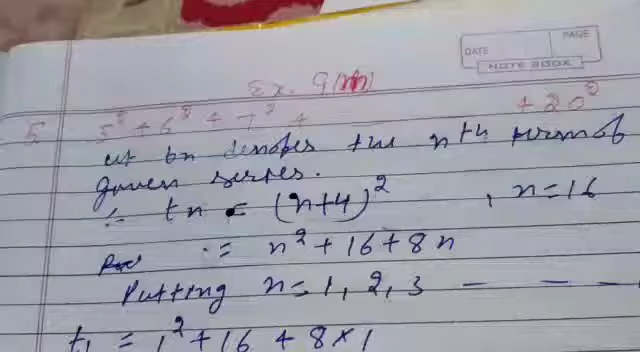 DATE
PAGE
NOTE BOOK
Ex. 9
5. 5² + 6² + 7² + + 20²
let tn denotes the nth term of
given series.
∴ tn = (n+4)² , n=16
= n² + 16 + 8n
Putting n = 1, 2, 3 - - -
t₁ = 1² + 16 + 8×1